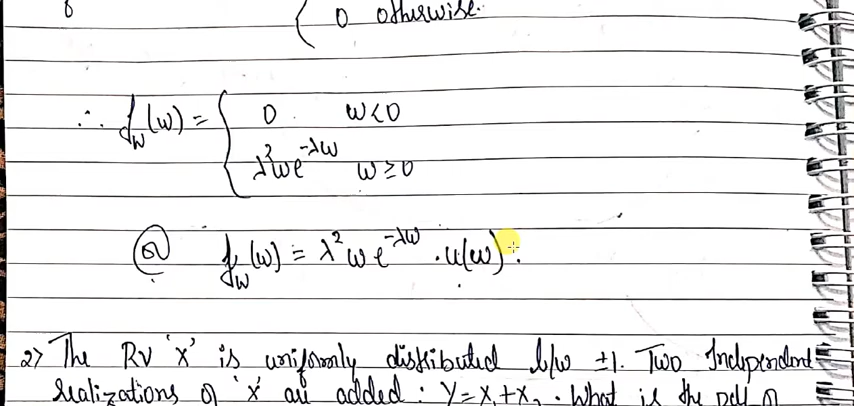 0 otherwise.
∴ f_W(w) = { 0 w<0
λ²we^{-λw} w≥0
or f_W(w) = λ²we^{-λw}.u(w).
2> The RV 'X' is uniformly distributed b/w ±1. Two Independent
realizations of 'X' are added : Y=X₁+X₂. What is the pdf of